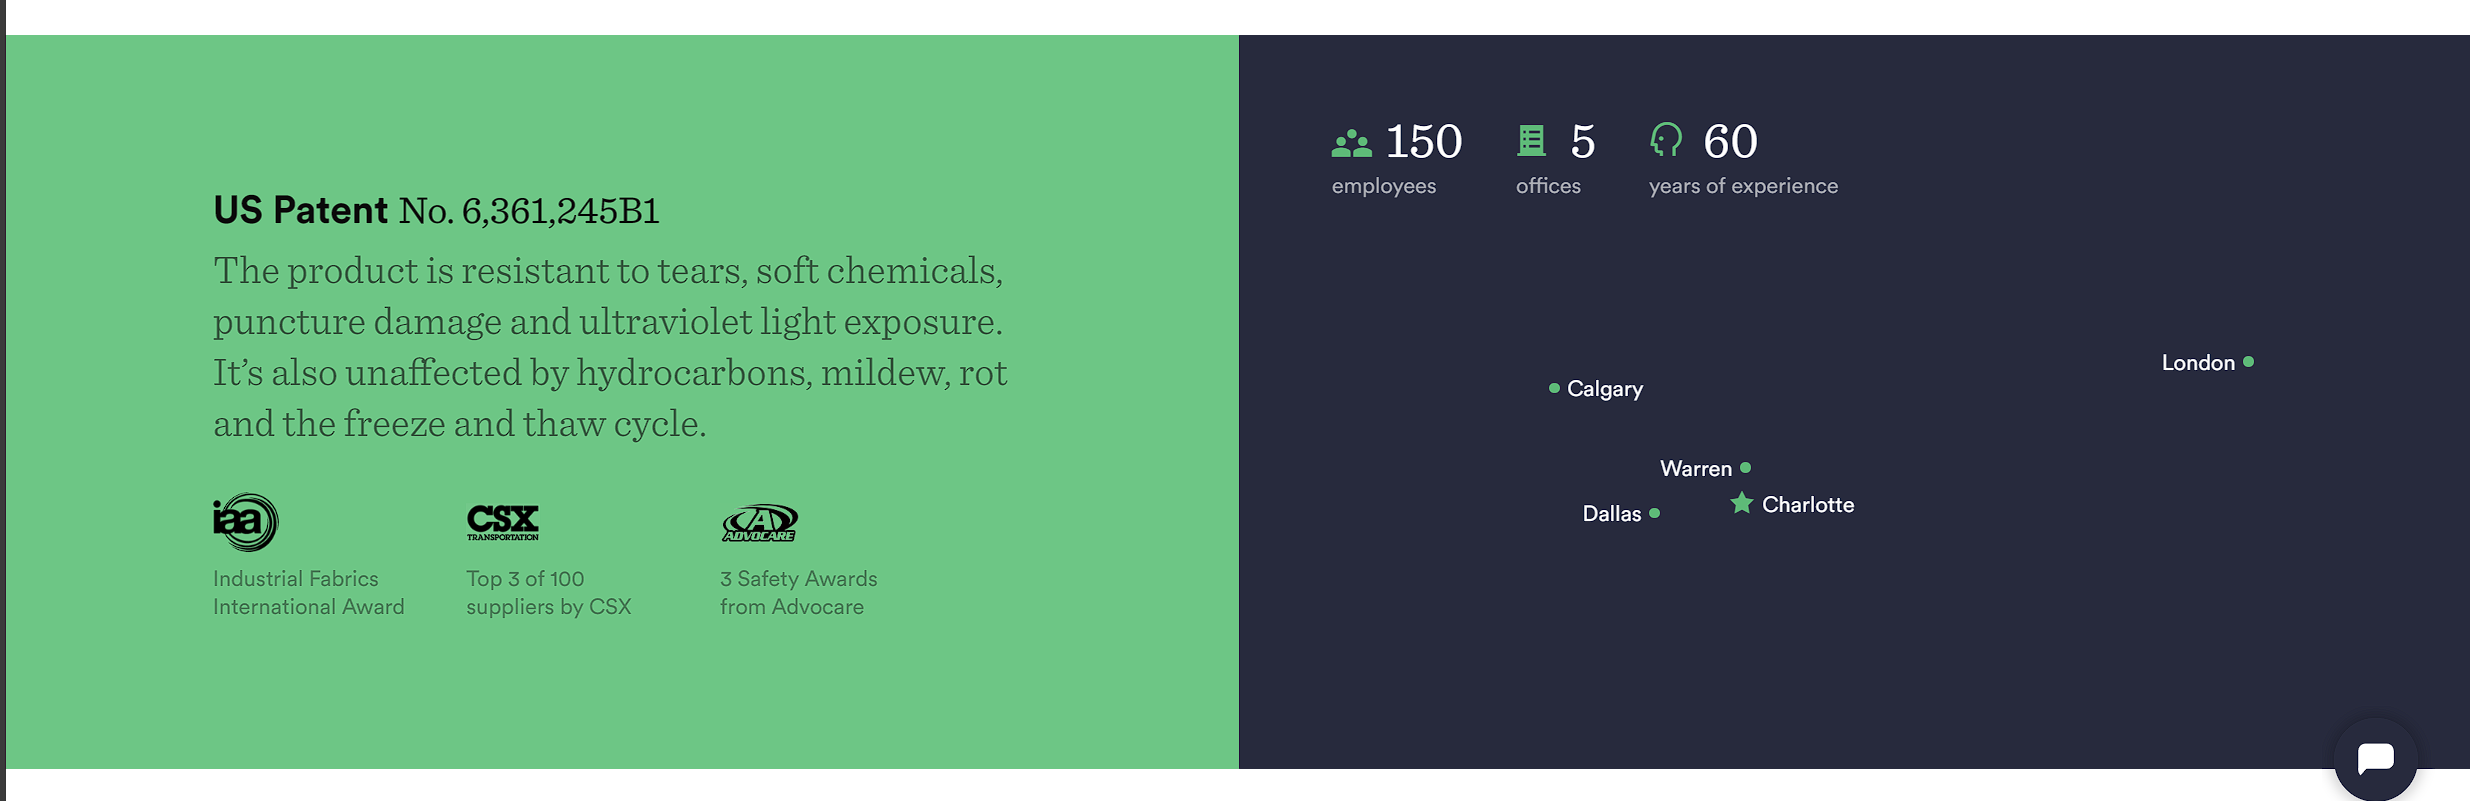 US Patent No. 6,361,245B1
The product is resistant to tears, soft chemicals,
puncture damage and ultraviolet light exposure.
It’s also unaffected by hydrocarbons, mildew, rot
and the freeze and thaw cycle.
iaa
Industrial Fabrics
International Award
CSX
TRANSPORTATION
Top 3 of 100
suppliers by CSX
A
ADVOCARE
3 Safety Awards
from Advocare
150
employees
5
offices
60
years of experience
London
Calgary
Warren
Charlotte
Dallas